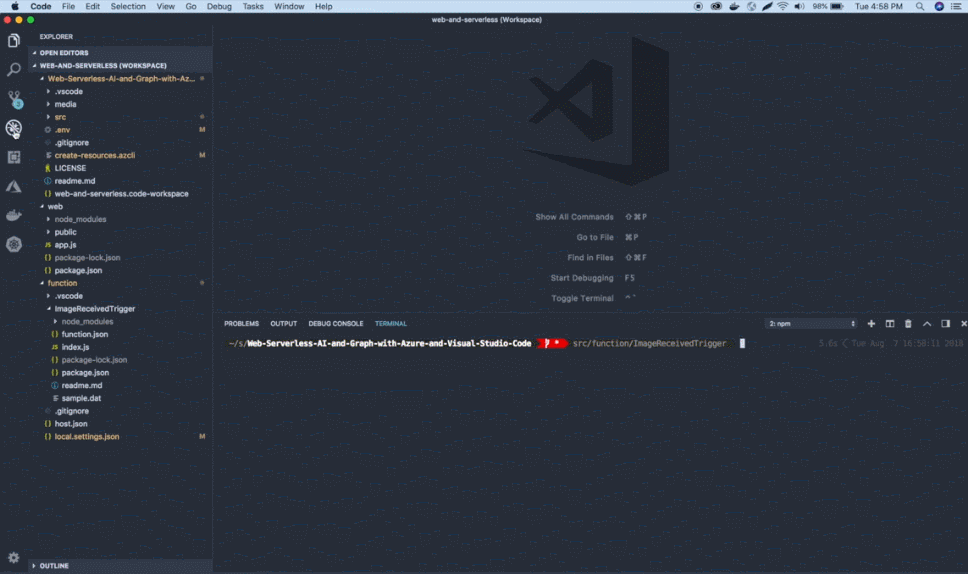 Code File Edit Selection View Go Debug Tasks Window Help 98% Tue 4:58 PM
web-and-serverless (Workspace)
EXPLORER
OPEN EDITORS
WEB-AND-SERVERLESS (WORKSPACE)
Web-Serverless-AI-and-Graph-with-Az...
.vscode
media
src
.env M
.gitignore
create-resources.azcli M
LICENSE
readme.md
web-and-serverless.code-workspace
web
node_modules
public
JS app.js
package-lock.json
package.json
function
.vscode
ImageReceivedTrigger
node_modules
function.json
JS index.js
package-lock.json
package.json
readme.md
sample.dat
.gitignore
host.json
local.settings.json M
OUTLINE
Show All Commands ⇧⌘P
Go to File ⌘P
Find in Files ⇧⌘F
Start Debugging F5
Toggle Terminal ⌃`
PROBLEMS OUTPUT DEBUG CONSOLE TERMINAL 2: npm
~/s/Web-Serverless-AI-and-Graph-with-Azure-and-Visual-Studio-Code src/function/ImageReceivedTrigger 5.6s Tue Aug 7 16:58:11 2018